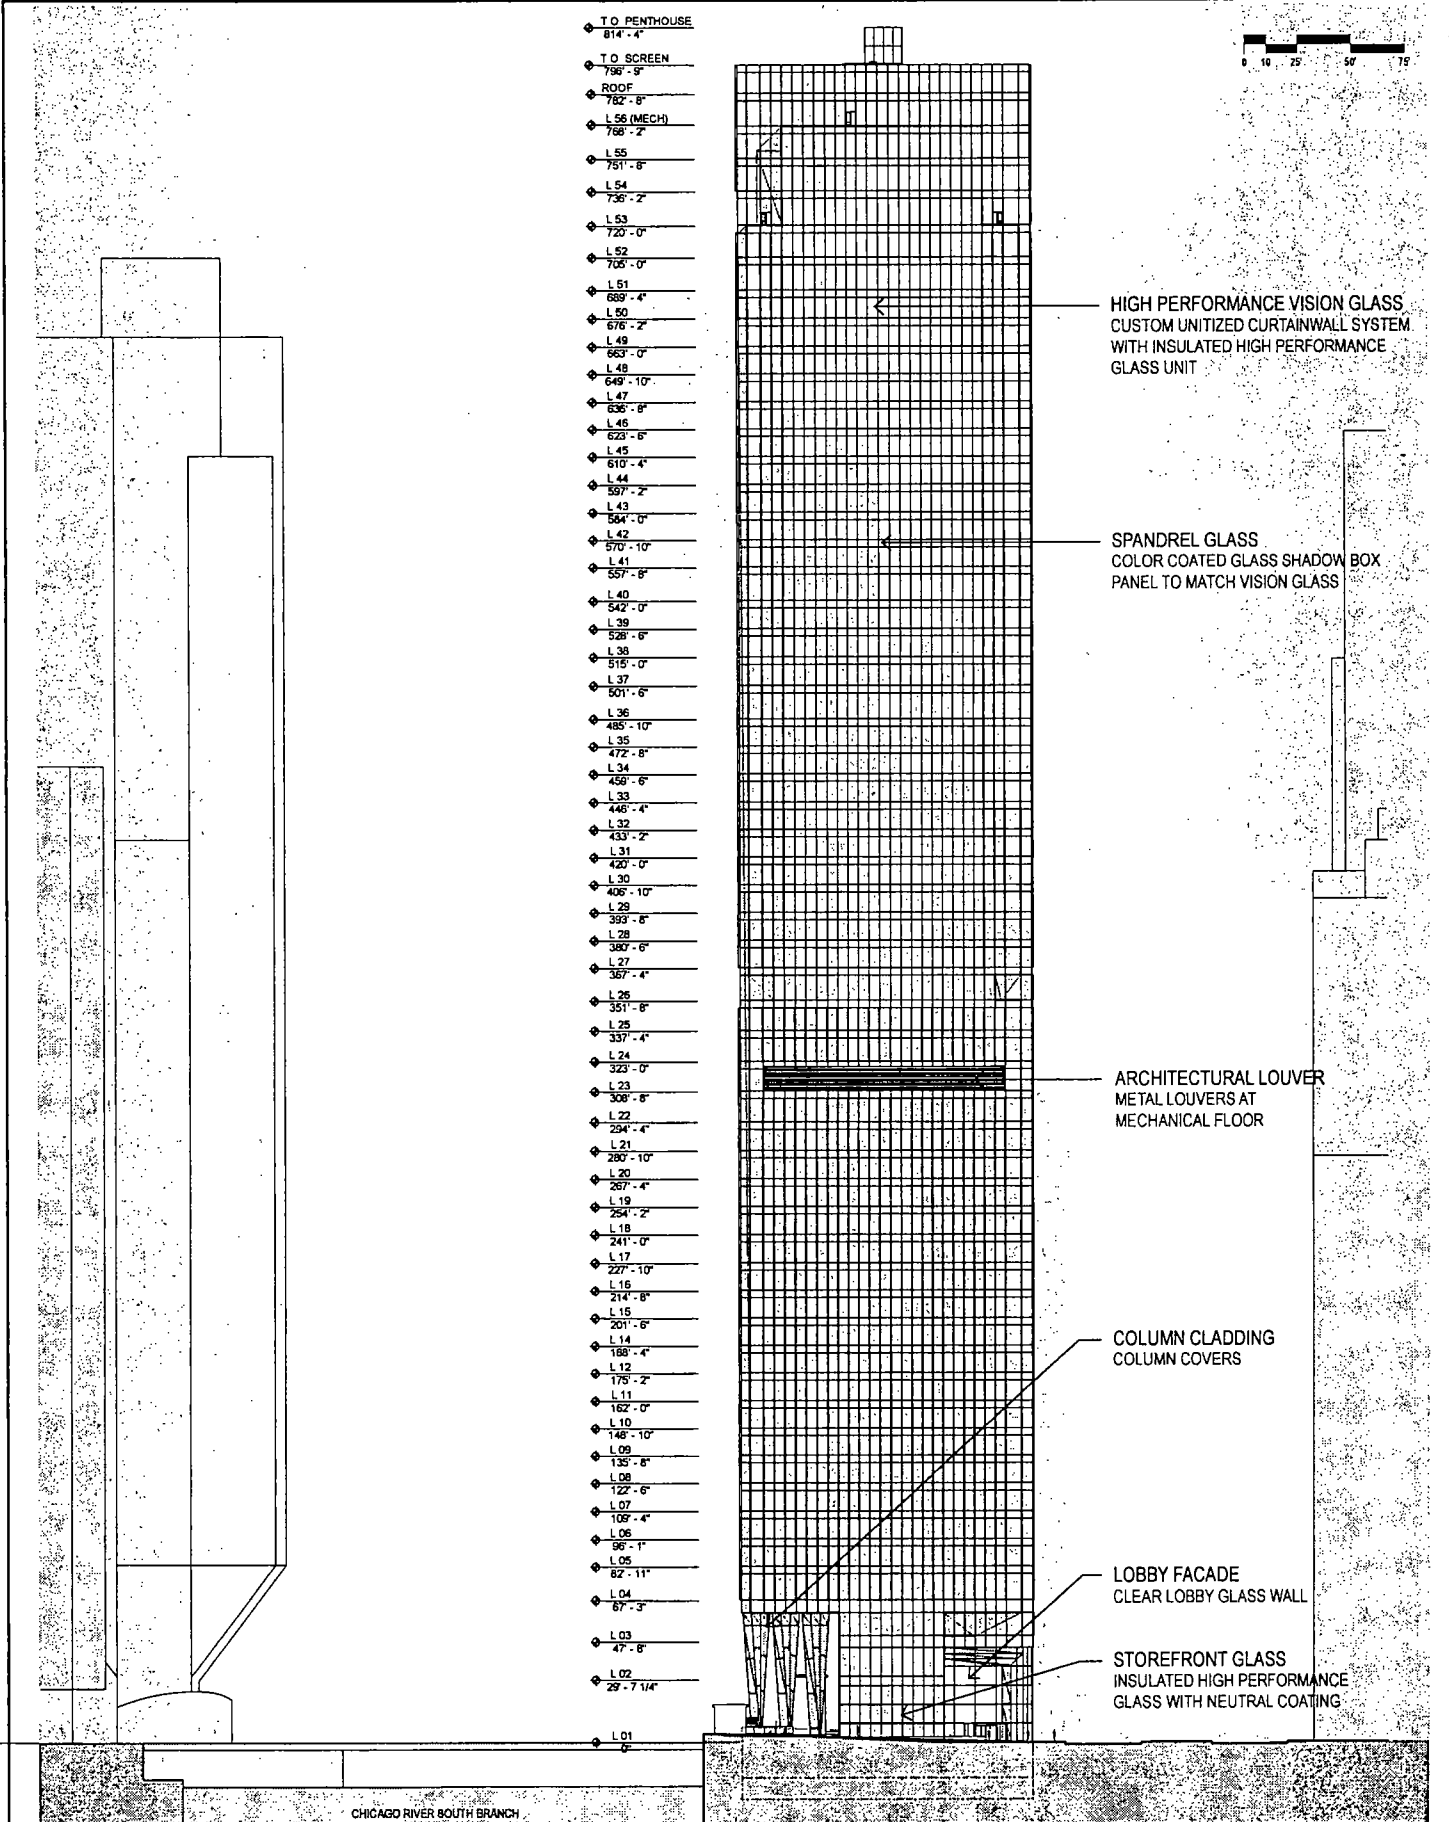 T O PENTHOUSE
814' - 4"
T O SCREEN
796' - 9"
ROOF
782' - 8"
L 56 (MECH)
768' - 2"
L 55
751' - 8"
L 54
736' - 2"
L 53
720' - 0"
L 52
705' - 0"
L 51
689' - 4"
L 50
676' - 2"
L 49
663' - 0"
L 48
649' - 10"
L 47
636' - 8"
L 46
623' - 6"
L 45
610' - 4"
L 44
597' - 2"
L 43
584' - 0"
L 42
570' - 10"
L 41
557' - 8"
L 40
542' - 0"
L 39
528' - 6"
L 38
515' - 0"
L 37
501' - 6"
L 36
485' - 10"
L 35
472' - 8"
L 34
459' - 6"
L 33
446' - 4"
L 32
433' - 2"
L 31
420' - 0"
L 30
406' - 10"
L 29
393' - 8"
L 28
380' - 6"
L 27
367' - 4"
L 26
351' - 8"
L 25
337' - 4"
L 24
323' - 0"
L 23
308' - 8"
L 22
294' - 4"
L 21
280' - 10"
L 20
267' - 4"
L 19
254' - 2"
L 18
241' - 0"
L 17
227' - 10"
L 16
214' - 8"
L 15
201' - 6"
L 14
188' - 4"
L 12
175' - 2"
L 11
162' - 0"
L 10
148' - 10"
L 09
135' - 8"
L 08
122' - 6"
L 07
109' - 4"
L 06
96' - 1"
L 05
82' - 11"
L 04
67' - 3"
L 03
47' - 8"
L 02
29' - 7 1/4"
L 01
0"
0 10 25' 50' 75'
HIGH PERFORMANCE VISION GLASS
CUSTOM UNITIZED CURTAINWALL SYSTEM
WITH INSULATED HIGH PERFORMANCE
GLASS UNIT
SPANDREL GLASS
COLOR COATED GLASS SHADOW BOX
PANEL TO MATCH VISION GLASS
ARCHITECTURAL LOUVER
METAL LOUVERS AT
MECHANICAL FLOOR
COLUMN CLADDING
COLUMN COVERS
LOBBY FACADE
CLEAR LOBBY GLASS WALL
STOREFRONT GLASS
INSULATED HIGH PERFORMANCE
GLASS WITH NEUTRAL COATING
CHICAGO RIVER SOUTH BRANCH